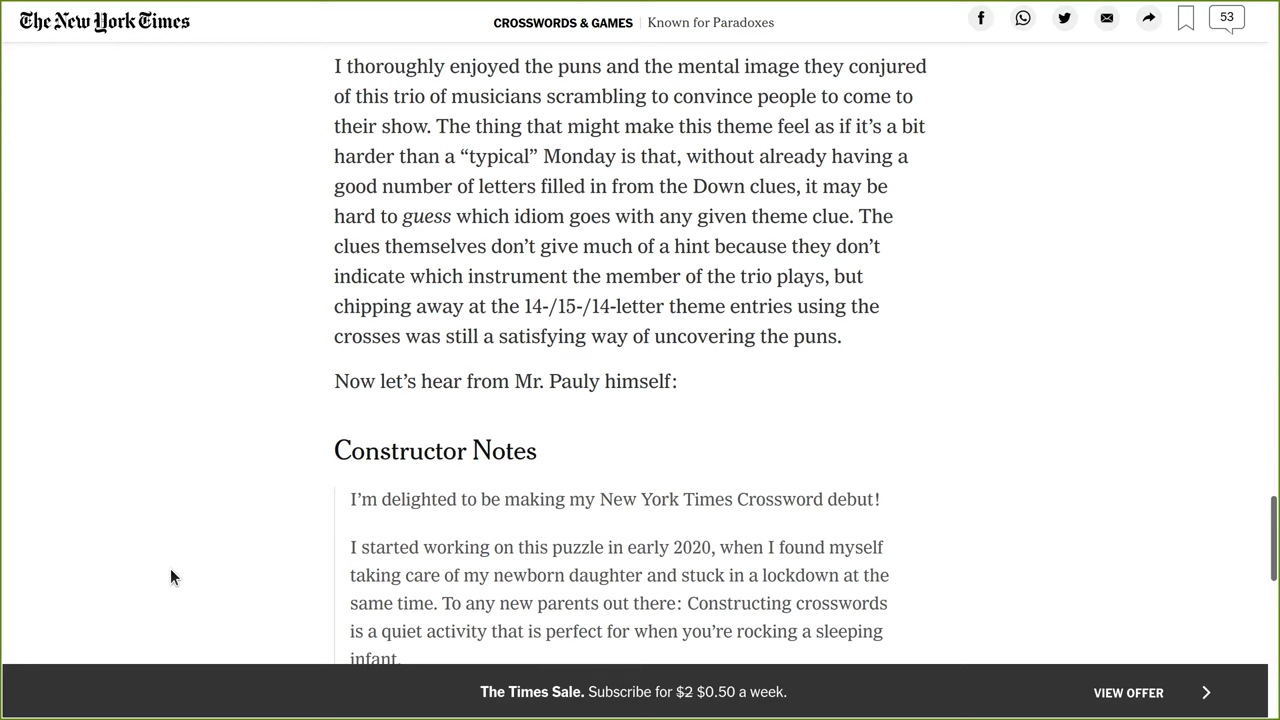 The New York Times
CROSSWORDS & GAMES | Known for Paradoxes
53
I thoroughly enjoyed the puns and the mental image they conjured
of this trio of musicians scrambling to convince people to come to
their show. The thing that might make this theme feel as if it’s a bit
harder than a “typical” Monday is that, without already having a
good number of letters filled in from the Down clues, it may be
hard to guess which idiom goes with any given theme clue. The
clues themselves don’t give much of a hint because they don’t
indicate which instrument the member of the trio plays, but
chipping away at the 14-/15-/14-letter theme entries using the
crosses was still a satisfying way of uncovering the puns.
Now let’s hear from Mr. Pauly himself:
Constructor Notes
I’m delighted to be making my New York Times Crossword debut!
I started working on this puzzle in early 2020, when I found myself
taking care of my newborn daughter and stuck in a lockdown at the
same time. To any new parents out there: Constructing crosswords
is a quiet activity that is perfect for when you’re rocking a sleeping
infant.
The Times Sale. Subscribe for $2 $0.50 a week.
VIEW OFFER